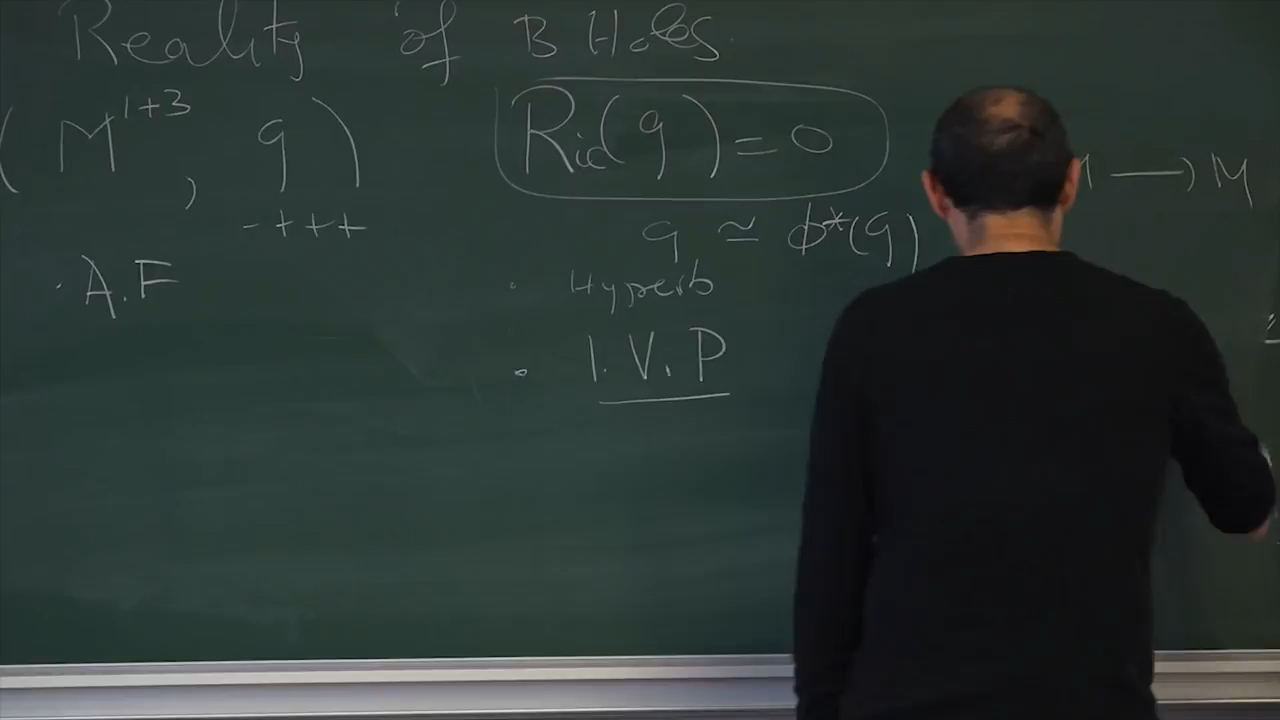 Reality of B Holes.
(M^{1+3}, g) Ric(g) = 0
-+++ ⟶ M
g ≃ ϕ*(g)
· A.F · Hyperb
· I.V.P